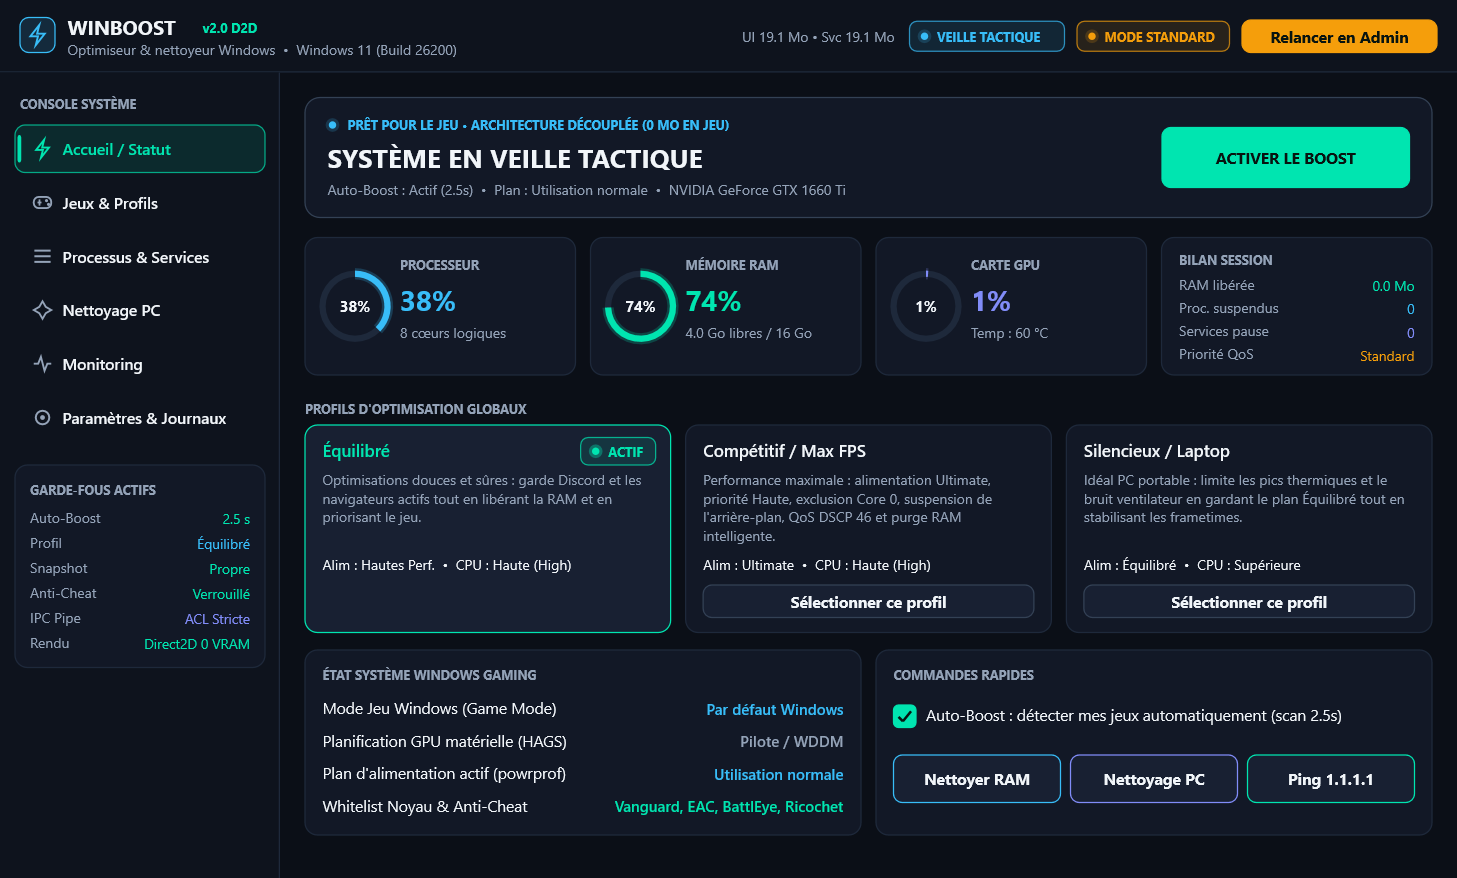 WINBOOST v2.0 D2D
Optimiseur & nettoyeur Windows • Windows 11 (Build 26200)
UI 19.1 Mo • Svc 19.1 Mo
VEILLE TACTIQUE
MODE STANDARD
Relancer en Admin
CONSOLE SYSTÈME
Accueil / Statut
Jeux & Profils
Processus & Services
Nettoyage PC
Monitoring
Paramètres & Journaux
GARDE-FOUS ACTIFS
Auto-Boost 2.5 s
Profil Équilibré
Snapshot Propre
Anti-Cheat Verrouillé
IPC Pipe ACL Stricte
Rendu Direct2D 0 VRAM
PRÊT POUR LE JEU • ARCHITECTURE DÉCOUPLÉE (0 MO EN JEU)
SYSTÈME EN VEILLE TACTIQUE
Auto-Boost : Actif (2.5s) • Plan : Utilisation normale • NVIDIA GeForce GTX 1660 Ti
ACTIVER LE BOOST
38%
PROCESSEUR
38%
8 cœurs logiques
74%
MÉMOIRE RAM
74%
4.0 Go libres / 16 Go
1%
CARTE GPU
1%
Temp : 60 °C
BILAN SESSION
RAM libérée 0.0 Mo
Proc. suspendus 0
Services pause 0
Priorité QoS Standard
PROFILS D'OPTIMISATION GLOBAUX
Équilibré
ACTIF
Optimisations douces et sûres : garde Discord et les
navigateurs actifs tout en libérant la RAM et en
priorisant le jeu.
Alim : Hautes Perf. • CPU : Haute (High)
Compétitif / Max FPS
Performance maximale : alimentation Ultimate,
priorité Haute, exclusion Core 0, suspension de
l'arrière-plan, QoS DSCP 46 et purge RAM
intelligente.
Alim : Ultimate • CPU : Haute (High)
Sélectionner ce profil
Silencieux / Laptop
Idéal PC portable : limite les pics thermiques et le
bruit ventilateur en gardant le plan Équilibré tout en
stabilisant les frametimes.
Alim : Équilibré • CPU : Supérieure
Sélectionner ce profil
ÉTAT SYSTÈME WINDOWS GAMING
Mode Jeu Windows (Game Mode) Par défaut Windows
Planification GPU matérielle (HAGS) Pilote / WDDM
Plan d'alimentation actif (powrprof) Utilisation normale
Whitelist Noyau & Anti-Cheat Vanguard, EAC, BattlEye, Ricochet
COMMANDES RAPIDES
Auto-Boost : détecter mes jeux automatiquement (scan 2.5s)
Nettoyer RAM
Nettoyage PC
Ping 1.1.1.1